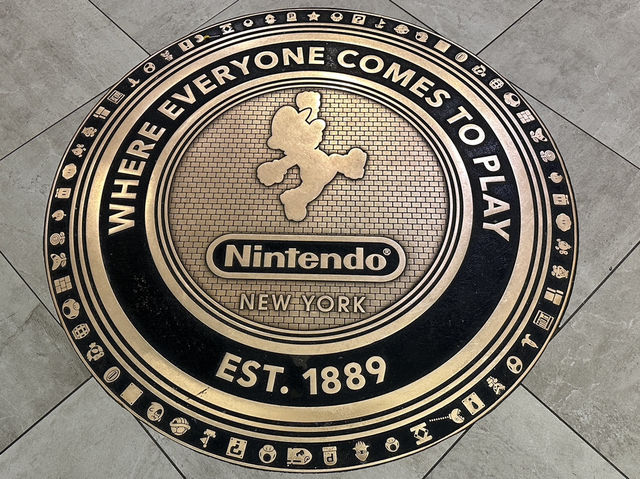 WHERE EVERYONE COMES TO PLAY
Nintendo®
NEW YORK
EST. 1889